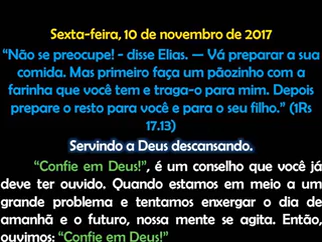 Sexta-feira, 10 de novembro de 2017
“Não se preocupe! - disse Elias. — Vá preparar a sua
comida. Mas primeiro faça um pãozinho com a
farinha que você tem e traga-o para mim. Depois
prepare o resto para você e para o seu filho.” (1Rs
17.13)
Servindo a Deus descansando.
“Confie em Deus!”, é um conselho que você já
deve ter ouvido. Quando estamos em meio a um
grande problema e tentamos enxergar o dia de
amanhã e o futuro, nossa mente se agita. Então,
ouvimos: “Confie em Deus!”